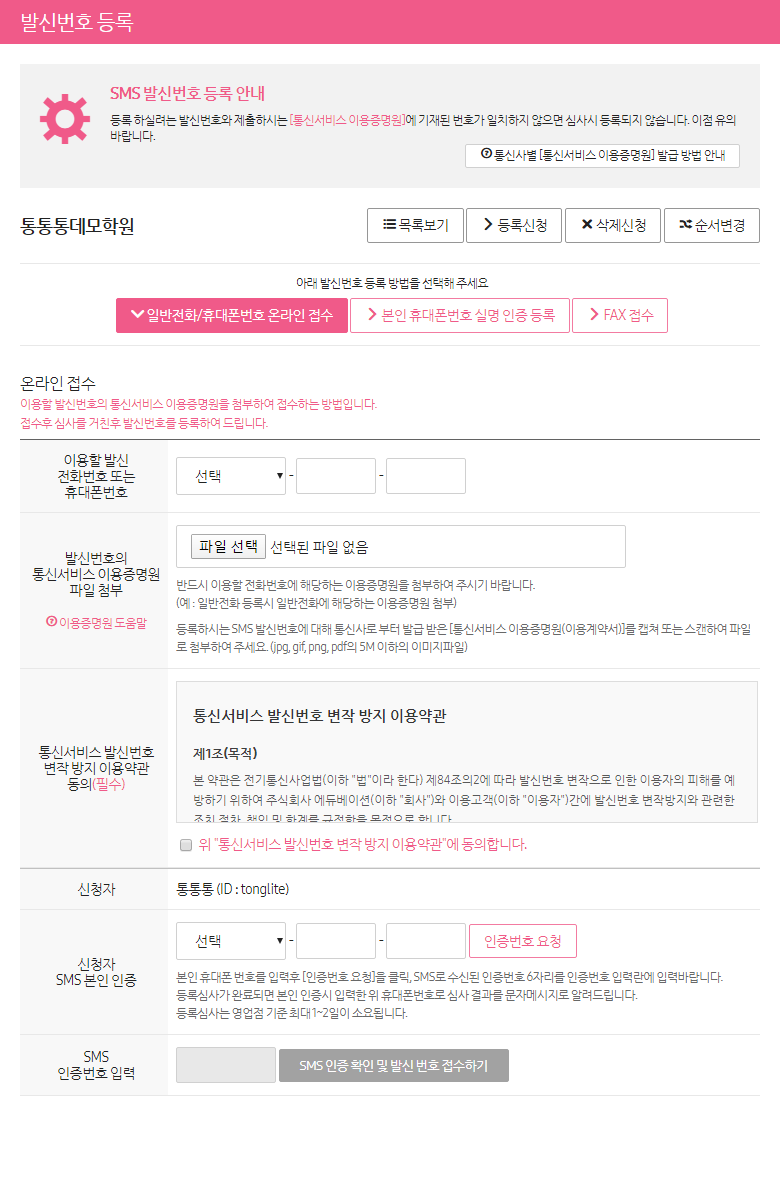 발신번호 등록
SMS 발신번호 등록 안내
등록 하실려는 발신번호와 제출하시는 [통신서비스 이용증명원]에 기재된 번호가 일치하지 않으면 심사시 등록되지 않습니다. 이점 유의
바랍니다.
통신사별 [통신서비스 이용증명원] 발급 방법 안내
통통통데모학원
목록보기 등록신청 삭제신청 순서변경
아래 발신번호 등록 방법을 선택해 주세요
일반전화/휴대폰번호 온라인 접수 본인 휴대폰번호 실명 인증 등록 FAX 접수
온라인 접수
이용할 발신번호의 통신서비스 이용증명원을 첨부하여 접수하는 방법입니다.
접수후 심사를 거친후 발신번호를 등록하여 드립니다.
이용할 발신
전화번호 또는
휴대폰번호
선택 - -
발신번호의
통신서비스 이용증명원
파일 첨부
이용증명원 도움말
파일 선택 선택된 파일 없음
반드시 이용할 전화번호에 해당하는 이용증명원을 첨부하여 주시기 바랍니다.
(예 : 일반전화 등록시 일반전화에 해당하는 이용증명원 첨부)
등록하시는 SMS 발신번호에 대해 통신사로 부터 발급 받은 [통신서비스 이용증명원(이용계약서)]를 캡쳐 또는 스캔하여 파일
로 첨부하여 주세요. (jpg, gif, png, pdf의 5M 이하의 이미지파일)
통신서비스 발신번호
변작 방지 이용약관
동의(필수)
통신서비스 발신번호 변작 방지 이용약관
제1조(목적)
본 약관은 전기통신사업법(이하 "법"이라 한다) 제84조의2에 따라 발신번호 변작으로 인한 이용자의 피해를 예
방하기 위하여 주식회사 에듀베이션(이하 "회사")와 이용고객(이하 "이용자")간에 발신번호 변작방지와 관련한
조치 절차, 책임 및 한계를 규정함을 목적으로 합니다.
위 "통신서비스 발신번호 변작 방지 이용약관"에 동의합니다.
신청자
통통통 (ID : tonglite)
신청자
SMS 본인 인증
선택 - - 인증번호 요청
본인 휴대폰 번호를 입력후 [인증번호 요청]을 클릭, SMS로 수신된 인증번호 6자리를 인증번호 입력란에 입력바랍니다.
등록심사가 완료되면 본인 인증시 입력한 위 휴대폰번호로 심사 결과를 문자메시지로 알려드립니다.
등록심사는 영업점 기준 최대 1~2일이 소요됩니다.
SMS
인증번호 입력
SMS 인증 확인 및 발신 번호 접수하기